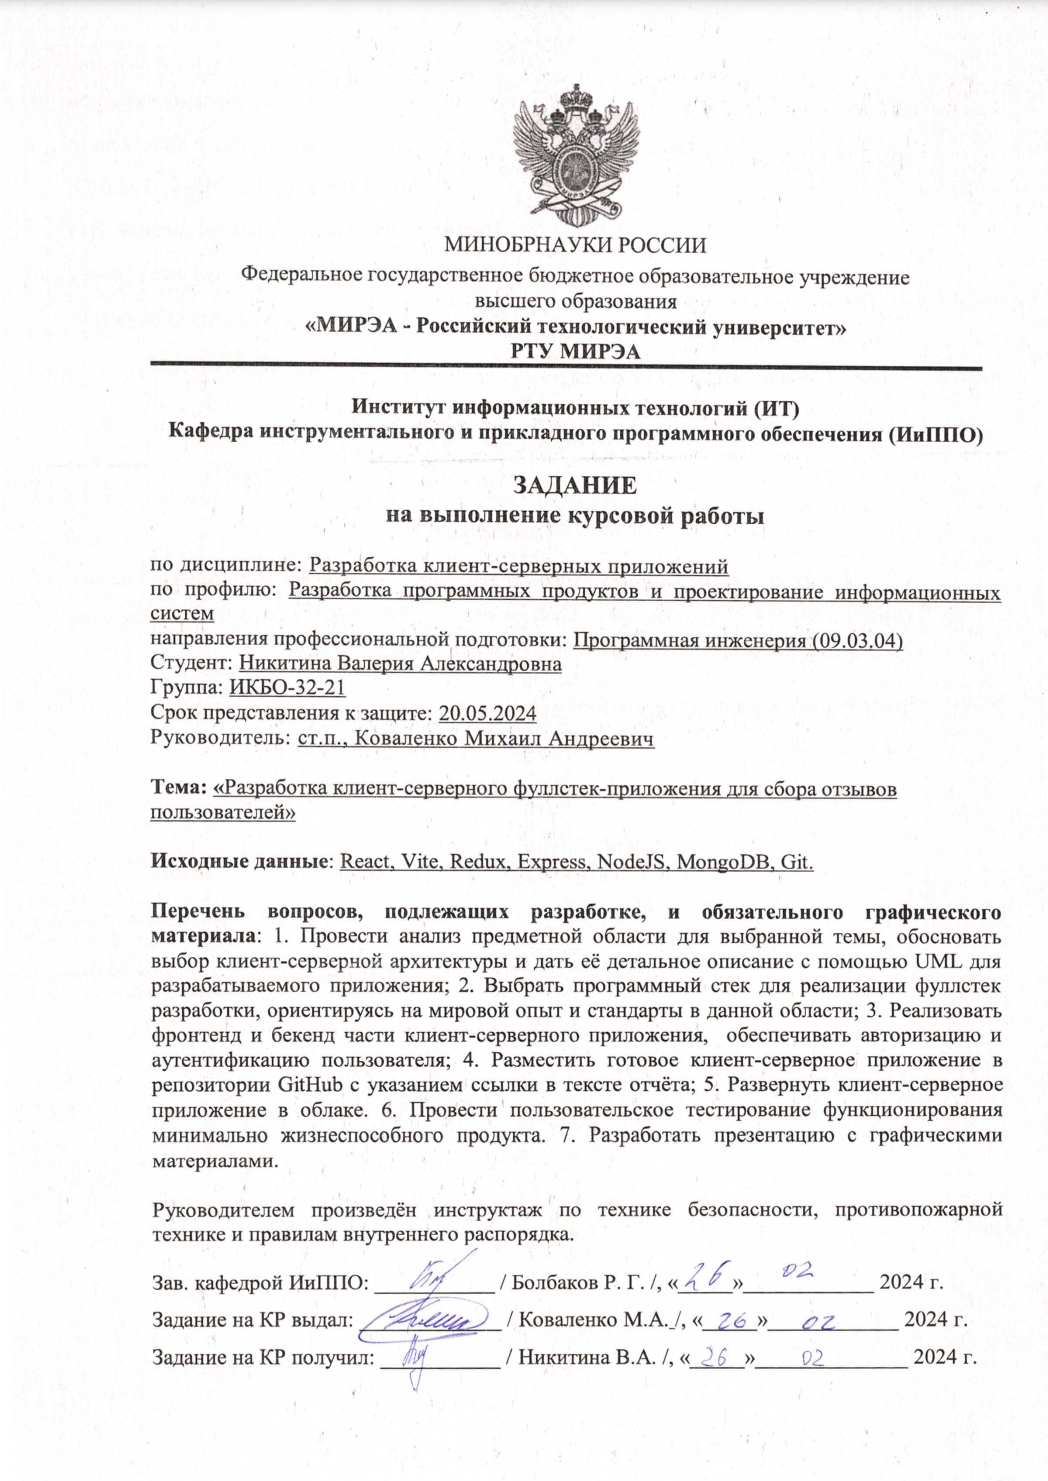 МИНОБРНАУКИ РОССИИ
Федеральное государственное бюджетное образовательное учреждение
высшего образования
«МИРЭА - Российский технологический университет»
РТУ МИРЭА
Институт информационных технологий (ИТ)
Кафедра инструментального и прикладного программного обеспечения (ИиППО)
ЗАДАНИЕ
на выполнение курсовой работы
по дисциплине: Разработка клиент-серверных приложений
по профилю: Разработка программных продуктов и проектирование информационных
систем
направления профессиональной подготовки: Программная инженерия (09.03.04)
Студент: Никитина Валерия Александровна
Группа: ИКБО-32-21
Срок представления к защите: 20.05.2024
Руководитель: ст.п., Коваленко Михаил Андреевич
Тема: «Разработка клиент-серверного фуллстек-приложения для сбора отзывов
пользователей»
Исходные данные: React, Vite, Redux, Express, NodeJS, MongoDB, Git.
Перечень вопросов, подлежащих разработке, и обязательного графического
материала: 1. Провести анализ предметной области для выбранной темы, обосновать
выбор клиент-серверной архитектуры и дать её детальное описание с помощью UML для
разрабатываемого приложения; 2. Выбрать программный стек для реализации фуллстек
разработки, ориентируясь на мировой опыт и стандарты в данной области; 3. Реализовать
фронтенд и бекенд части клиент-серверного приложения, обеспечивать авторизацию и
аутентификацию пользователя; 4. Разместить готовое клиент-серверное приложение в
репозитории GitHub с указанием ссылки в тексте отчёта; 5. Развернуть клиент-серверное
приложение в облаке. 6. Провести пользовательское тестирование функционирования
минимально жизнеспособного продукта. 7. Разработать презентацию с графическими
материалами.
Руководителем произведён инструктаж по технике безопасности, противопожарной
технике и правилам внутреннего распорядка.
Зав. кафедрой ИиППО: ___________ / Болбаков Р. Г. /, «26» 02 2024 г.
Задание на КР выдал: ___________ / Коваленко М.А. /, «26» 02 2024 г.
Задание на КР получил: ___________ / Никитина В.А. /, «26» 02 2024 г.